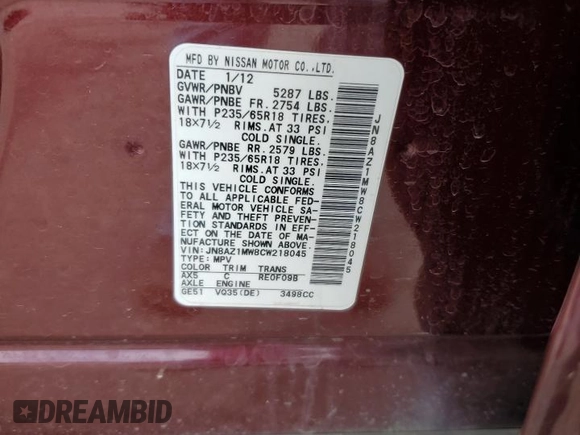 MFD BY NISSAN MOTOR CO.,LTD.
DATE 1/12
GVWR/PNBV 5287 LBS.
GAWR/PNBE FR. 2754 LBS.
WITH P235/65R18 TIRES,
18X7½ RIMS.AT 33 PSI
COLD SINGLE.
GAWR/PNBE RR. 2579 LBS.
WITH P235/65R18 TIRES,
18X7½ RIMS.AT 33 PSI
COLD SINGLE.
THIS VEHICLE CONFORMS
TO ALL APPLICABLE FED-
ERAL MOTOR VEHICLE SA-
FETY AND THEFT PREVEN-
TION STANDARDS IN EFF-
ECT ON THE DATE OF MA-
NUFACTURE SHOWN ABOVE.
VIN:JN8AZ1MW8CW218045
TYPE: MPV
COLOR TRIM TRANS
AX5 C RE0F09B
AXLE ENGINE
GE51 VQ35(DE) 3498CC
JN8AZ1MW8CW218045
DREAMBID